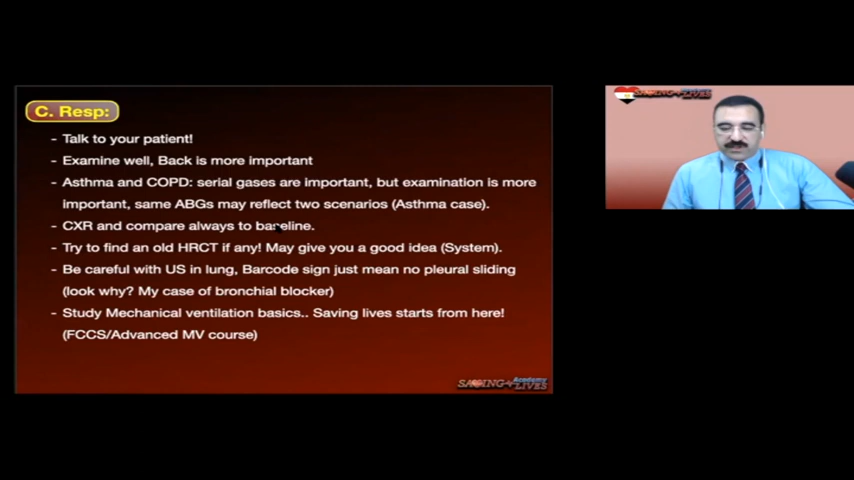 C. Resp:
- Talk to your patient!
- Examine well, Back is more important
- Asthma and COPD: serial gases are important, but examination is more
important, same ABGs may reflect two scenarios (Asthma case).
- CXR and compare always to baseline.
- Try to find an old HRCT if any! May give you a good idea (System).
- Be careful with US in lung, Barcode sign just mean no pleural sliding
(look why? My case of bronchial blocker)
- Study Mechanical ventilation basics.. Saving lives starts from here!
(FCCS/Advanced MV course)
Academy
SAVING LIVES